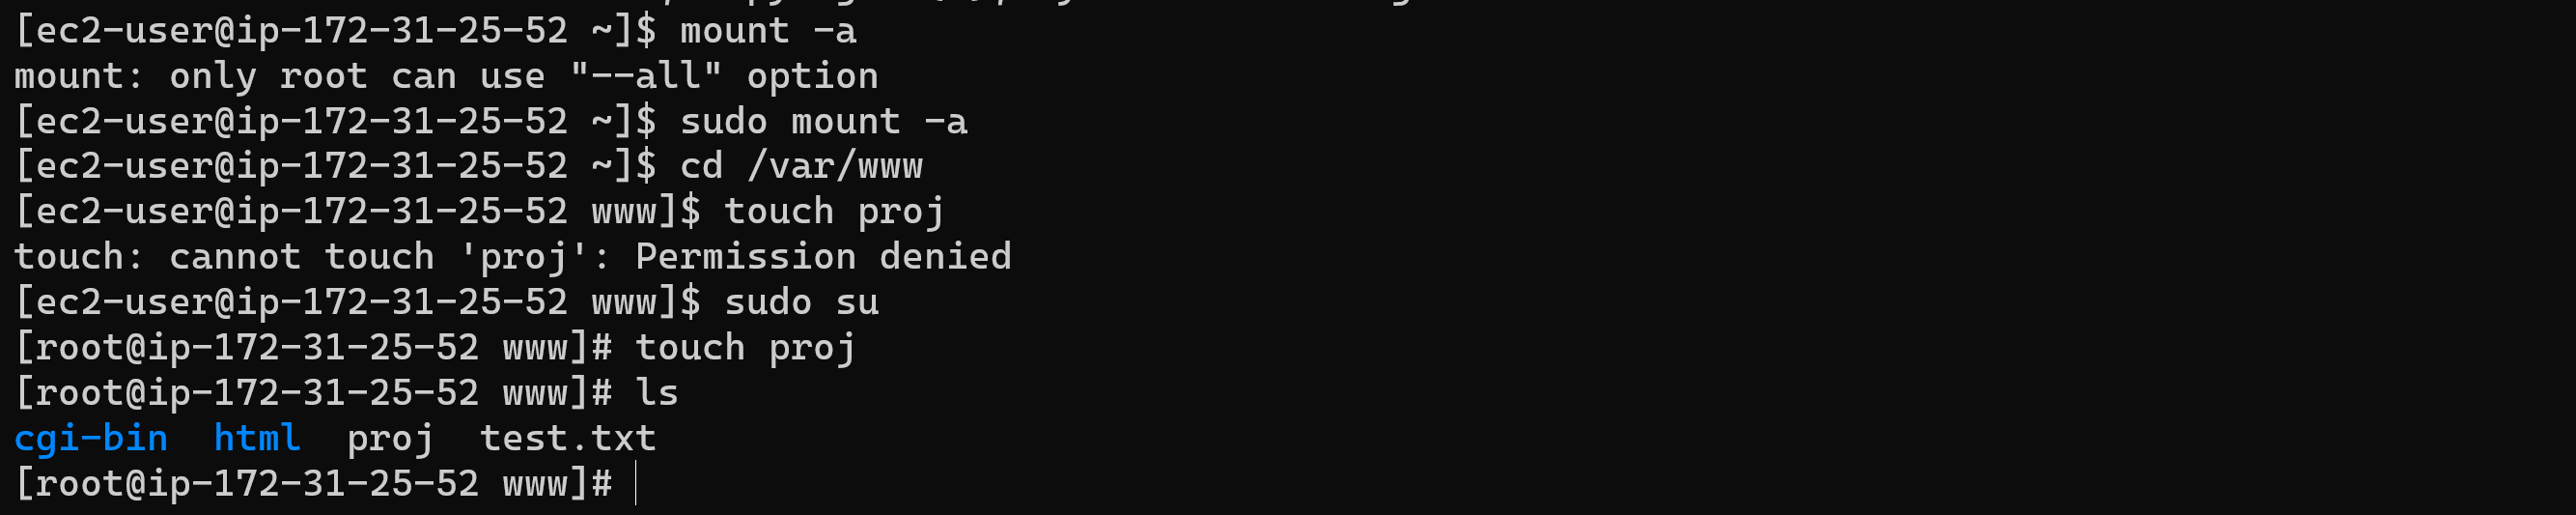 [ec2-user@ip-172-31-25-52 ~]$ mount -a
mount: only root can use "--all" option
[ec2-user@ip-172-31-25-52 ~]$ sudo mount -a
[ec2-user@ip-172-31-25-52 ~]$ cd /var/www
[ec2-user@ip-172-31-25-52 www]$ touch proj
touch: cannot touch 'proj': Permission denied
[ec2-user@ip-172-31-25-52 www]$ sudo su
[root@ip-172-31-25-52 www]# touch proj
[root@ip-172-31-25-52 www]# ls
cgi-bin  html  proj  test.txt
[root@ip-172-31-25-52 www]#